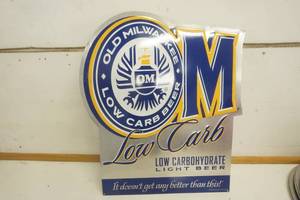 OLD MILWAUKEE
OM
LOW CARB BEER
OM
Low Carb
LOW CARBOHYDRATE
LIGHT BEER
It doesn't get any better than this!